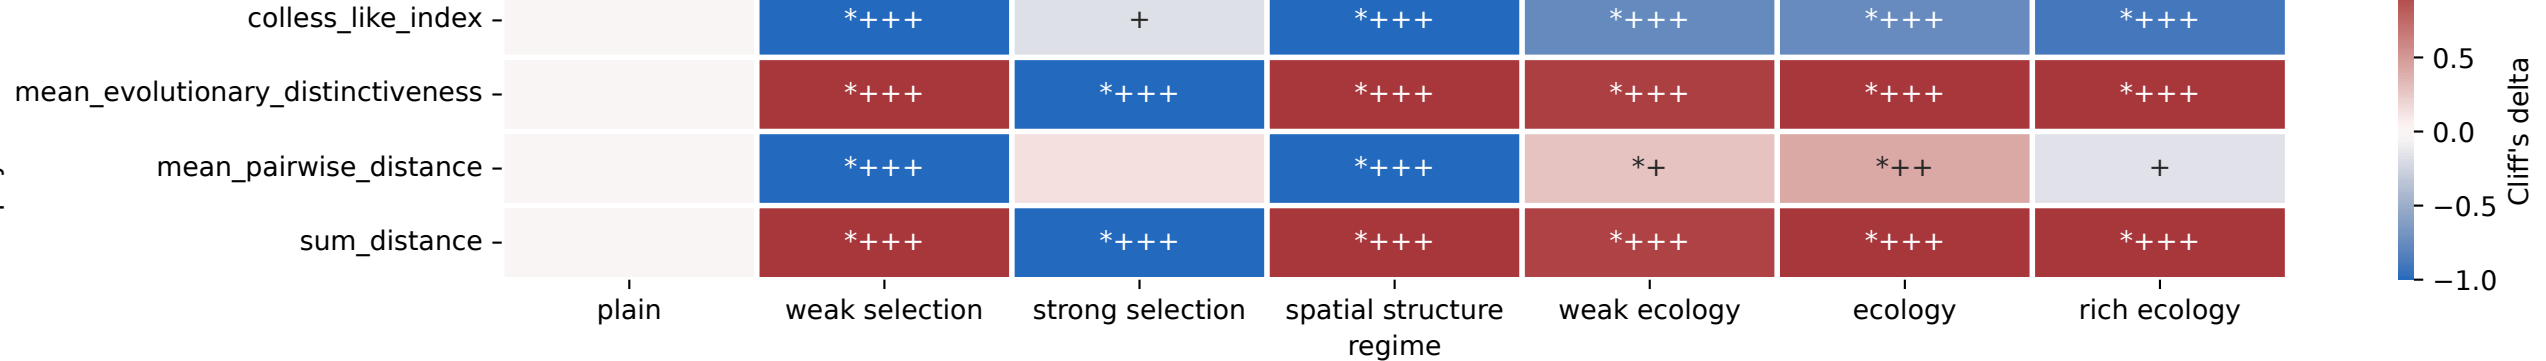 colless_like_index *+++ + *+++ *+++ *+++ *+++
mean_evolutionary_distinctiveness *+++ *+++ *+++ *+++ *+++ *+++
mean_pairwise_distance *+++ *+++ *+ *++ +
sum_distance *+++ *+++ *+++ *+++ *+++ *+++
plain weak selection strong selection spatial structure weak ecology ecology rich ecology
regime
0.5
0.0
−0.5
−1.0
Cliff's delta